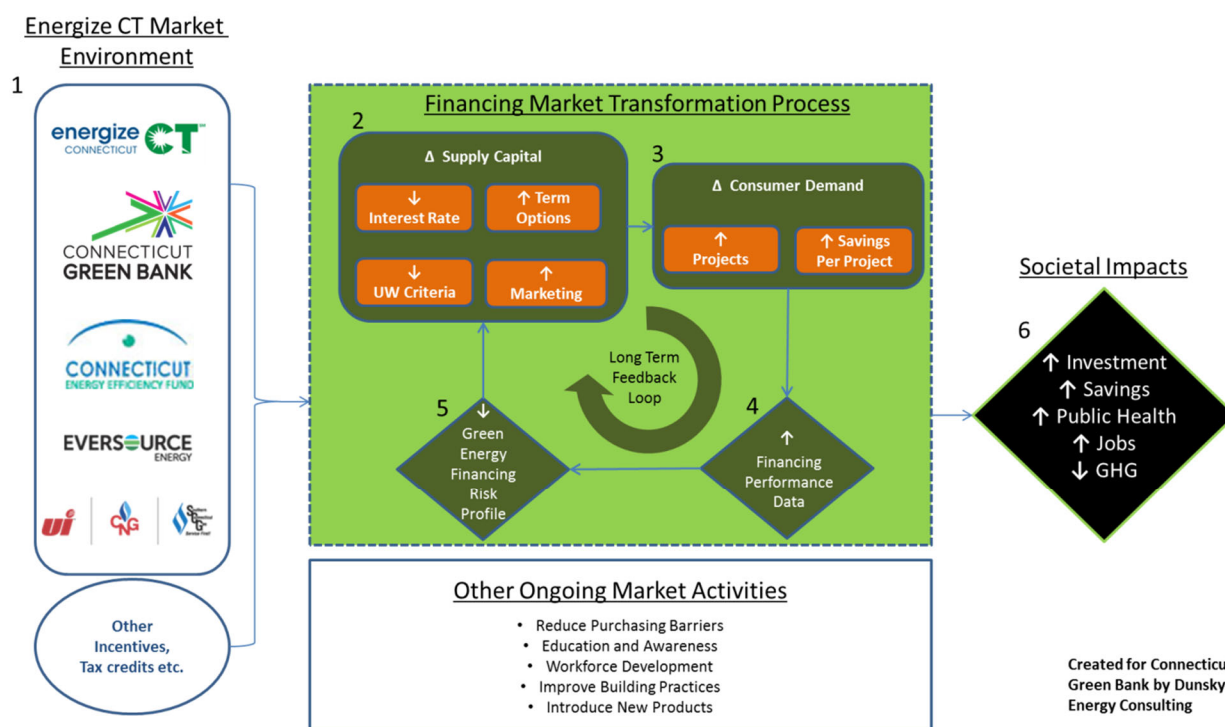 Energize CT Market
Environment
1
energize
CONNECTICUT
CT
CONNECTICUT
GREEN BANK
CONNECTICUT
ENERGY EFFICIENCY FUND
EVERSOURCE
ENERGY
ui
CNG
Other
Incentives,
Tax credits etc.
Financing Market Transformation Process
2
Δ Supply Capital
↓
Interest Rate
↑ Term
Options
↓
UW Criteria
↑
Marketing
3
Δ Consumer Demand
↑
Projects
↑ Savings
Per Project
Long Term
Feedback
Loop
4
↑
Financing
Performance
Data
5
↓
Green
Energy
Financing
Risk
Profile
Other Ongoing Market Activities
• Reduce Purchasing Barriers
• Education and Awareness
• Workforce Development
• Improve Building Practices
• Introduce New Products
Societal Impacts
6
↑ Investment
↑ Savings
↑ Public Health
↑ Jobs
↓ GHG
Created for Connecticu
Green Bank by Dunsky
Energy Consulting